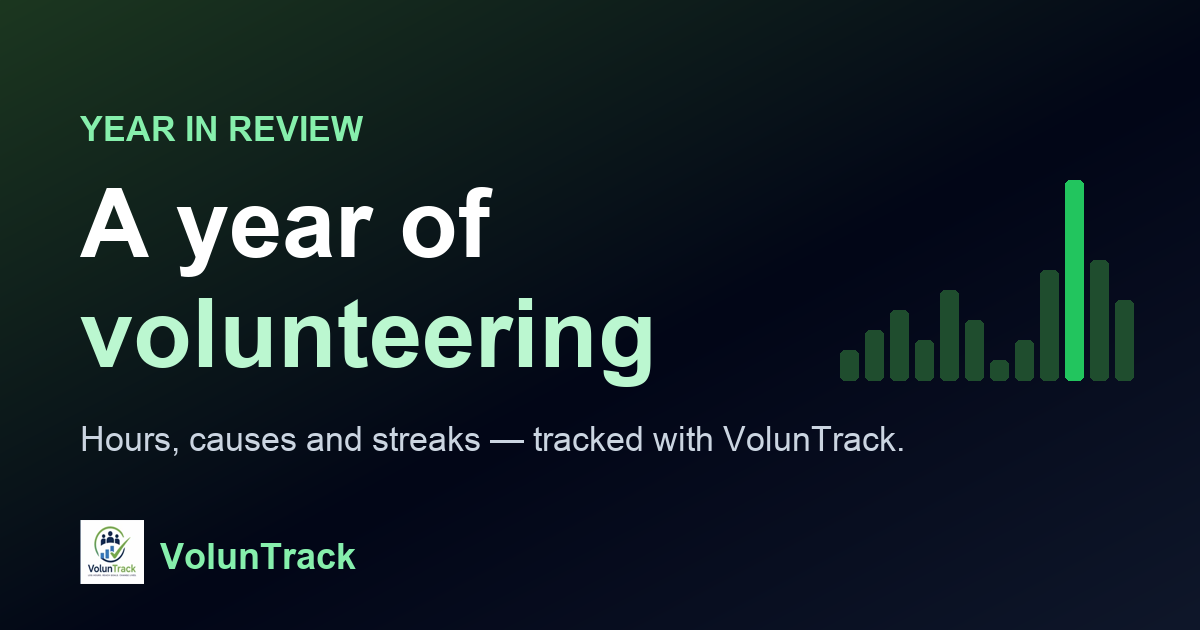 YEAR IN REVIEW
A year of
volunteering
Hours, causes and streaks — tracked with VolunTrack.
VolunTrack
VolunTrack